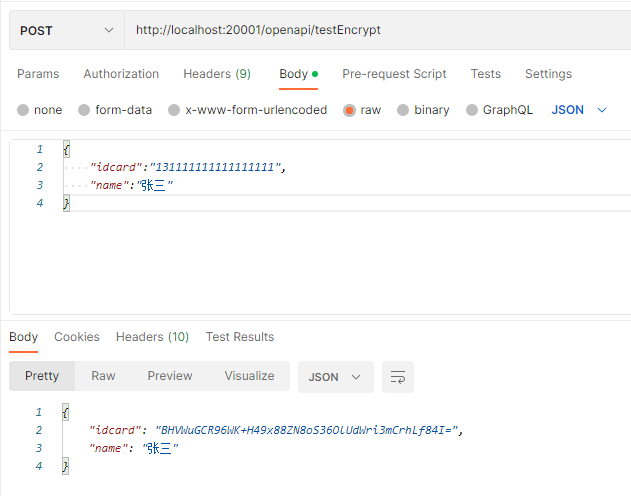 POST http://localhost:20001/openapi/testEncrypt
Params Authorization Headers (9) Body Pre-request Script Tests Settings
none form-data x-www-form-urlencoded raw binary GraphQL JSON
1 {
2 "idcard":"131111111111111111",
3 "name":"张三"
4 }
Body Cookies Headers (10) Test Results
Pretty Raw Preview Visualize JSON
1 {
2 "idcard": "BHVWuGCR96WK+H49x88ZN8oS36OlUdWri3mCrhLf84I=",
3 "name": "张三"
4 }